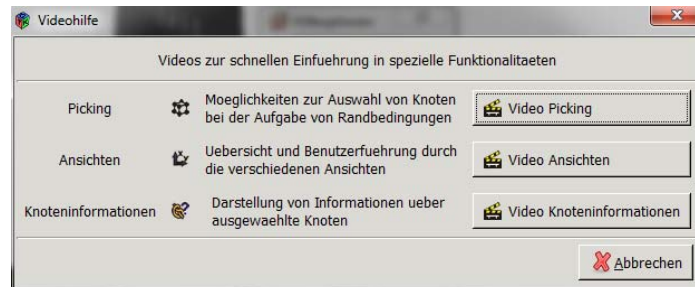 Videohilfe
Videos zur schnellen Einfuehrung in spezielle Funktionalitaeten
Picking
Moeglichkeiten zur Auswahl von Knoten
bei der Aufgabe von Randbedingungen
Video Picking
Ansichten
Uebersicht und Benutzerfuehrung durch
die verschiedenen Ansichten
Video Ansichten
Knoteninformationen
Darstellung von Informationen ueber
ausgewaehlte Knoten
Video Knoteninformationen
Abbrechen